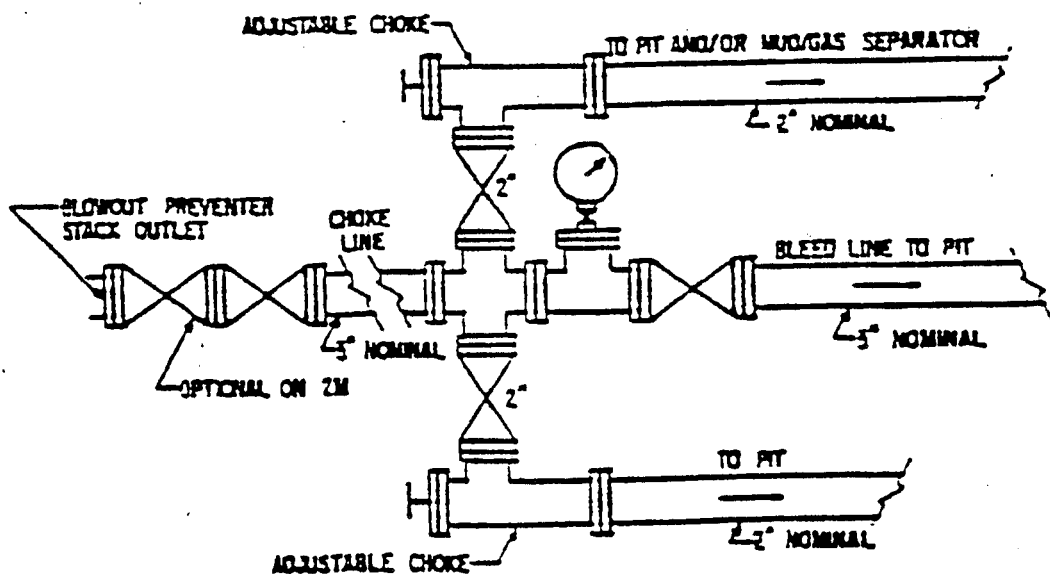 ADJUSTABLE CHOKE
TO PIT AND/OR MUD/GAS SEPARATOR
2" NOMINAL
2"
BLOWOUT PREVENTER
STACK OUTLET
CHOKE
LINE
BLEED LINE TO PIT
3" NOMINAL
3" NOMINAL
OPTIONAL ON 2M
2"
TO PIT
2" NOMINAL
ADJUSTABLE CHOKE